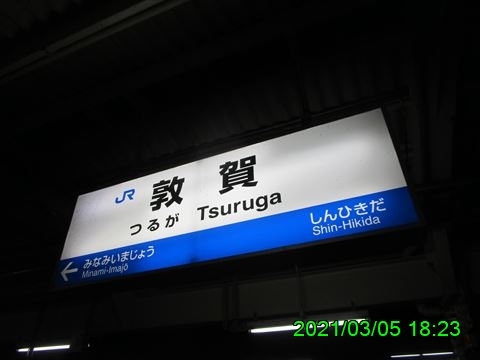 JR 敦賀
つるが Tsuruga
しんひきだ
Shin-Hikida
← みなみいまじょう
Minami-Imajō
2021/03/05 18:23